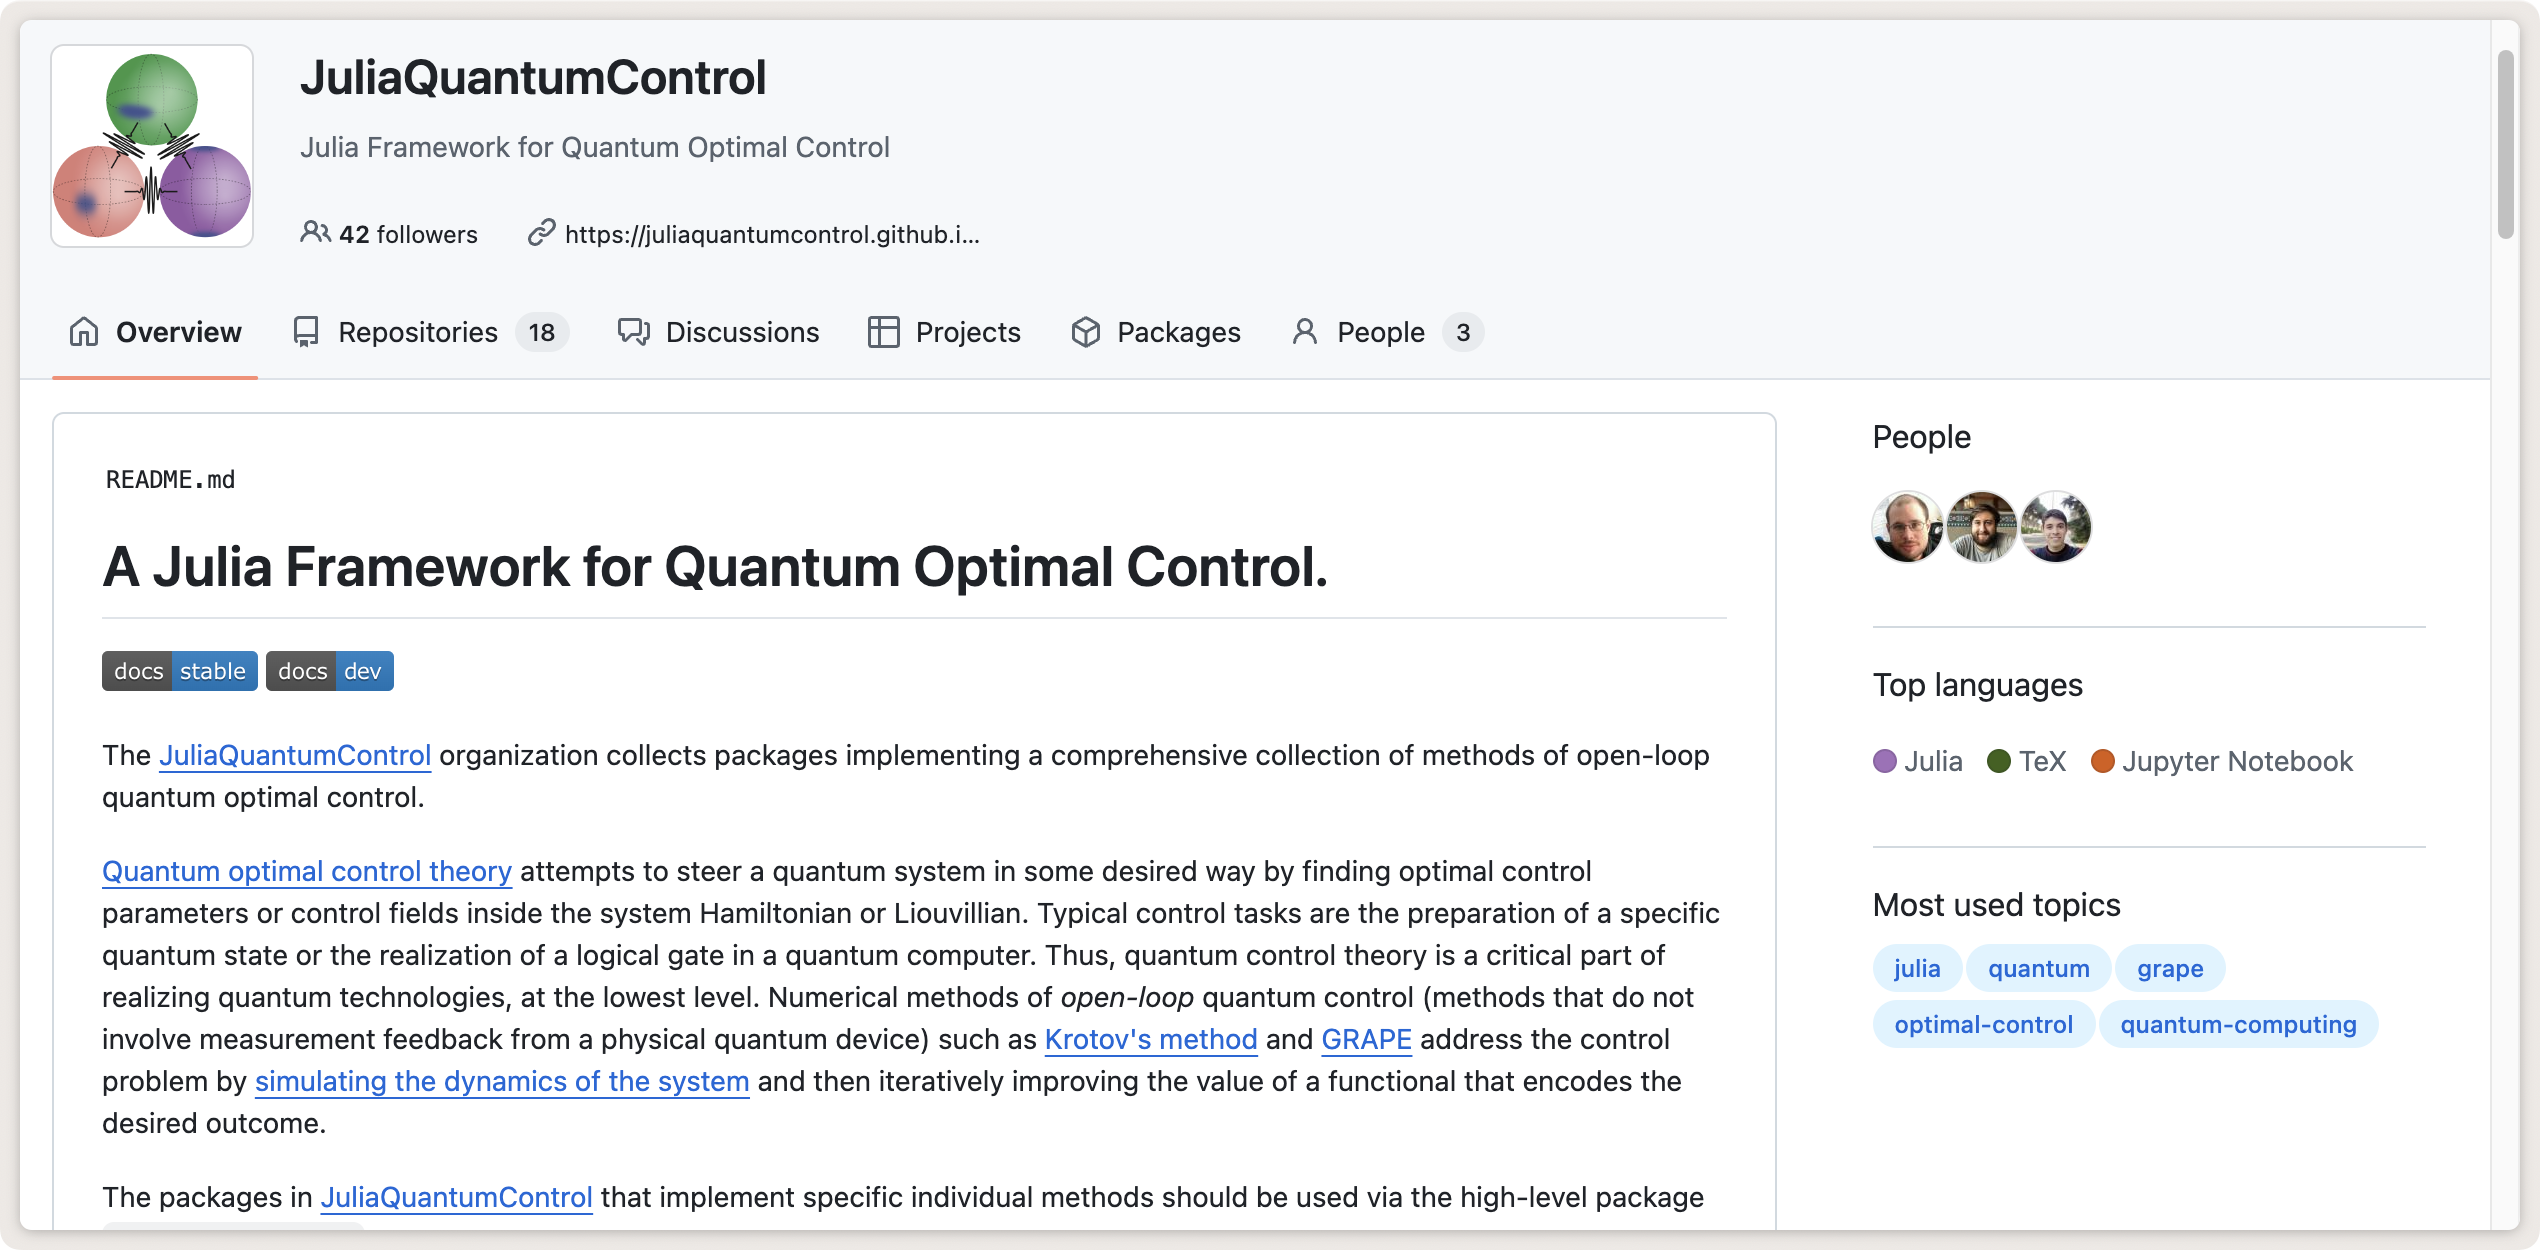 JuliaQuantumControl
Julia Framework for Quantum Optimal Control
42 followers https://juliaquantumcontrol.github.i...
Overview Repositories 18 Discussions Projects Packages People 3
README.md
A Julia Framework for Quantum Optimal Control.
docs stable docs dev
The JuliaQuantumControl organization collects packages implementing a comprehensive collection of methods of open-loop
quantum optimal control.
Quantum optimal control theory attempts to steer a quantum system in some desired way by finding optimal control
parameters or control fields inside the system Hamiltonian or Liouvillian. Typical control tasks are the preparation of a specific
quantum state or the realization of a logical gate in a quantum computer. Thus, quantum control theory is a critical part of
realizing quantum technologies, at the lowest level. Numerical methods of open-loop quantum control (methods that do not
involve measurement feedback from a physical quantum device) such as Krotov's method and GRAPE address the control
problem by simulating the dynamics of the system and then iteratively improving the value of a functional that encodes the
desired outcome.
The packages in JuliaQuantumControl that implement specific individual methods should be used via the high-level package
People
Top languages
Julia TeX Jupyter Notebook
Most used topics
julia quantum grape
optimal-control quantum-computing